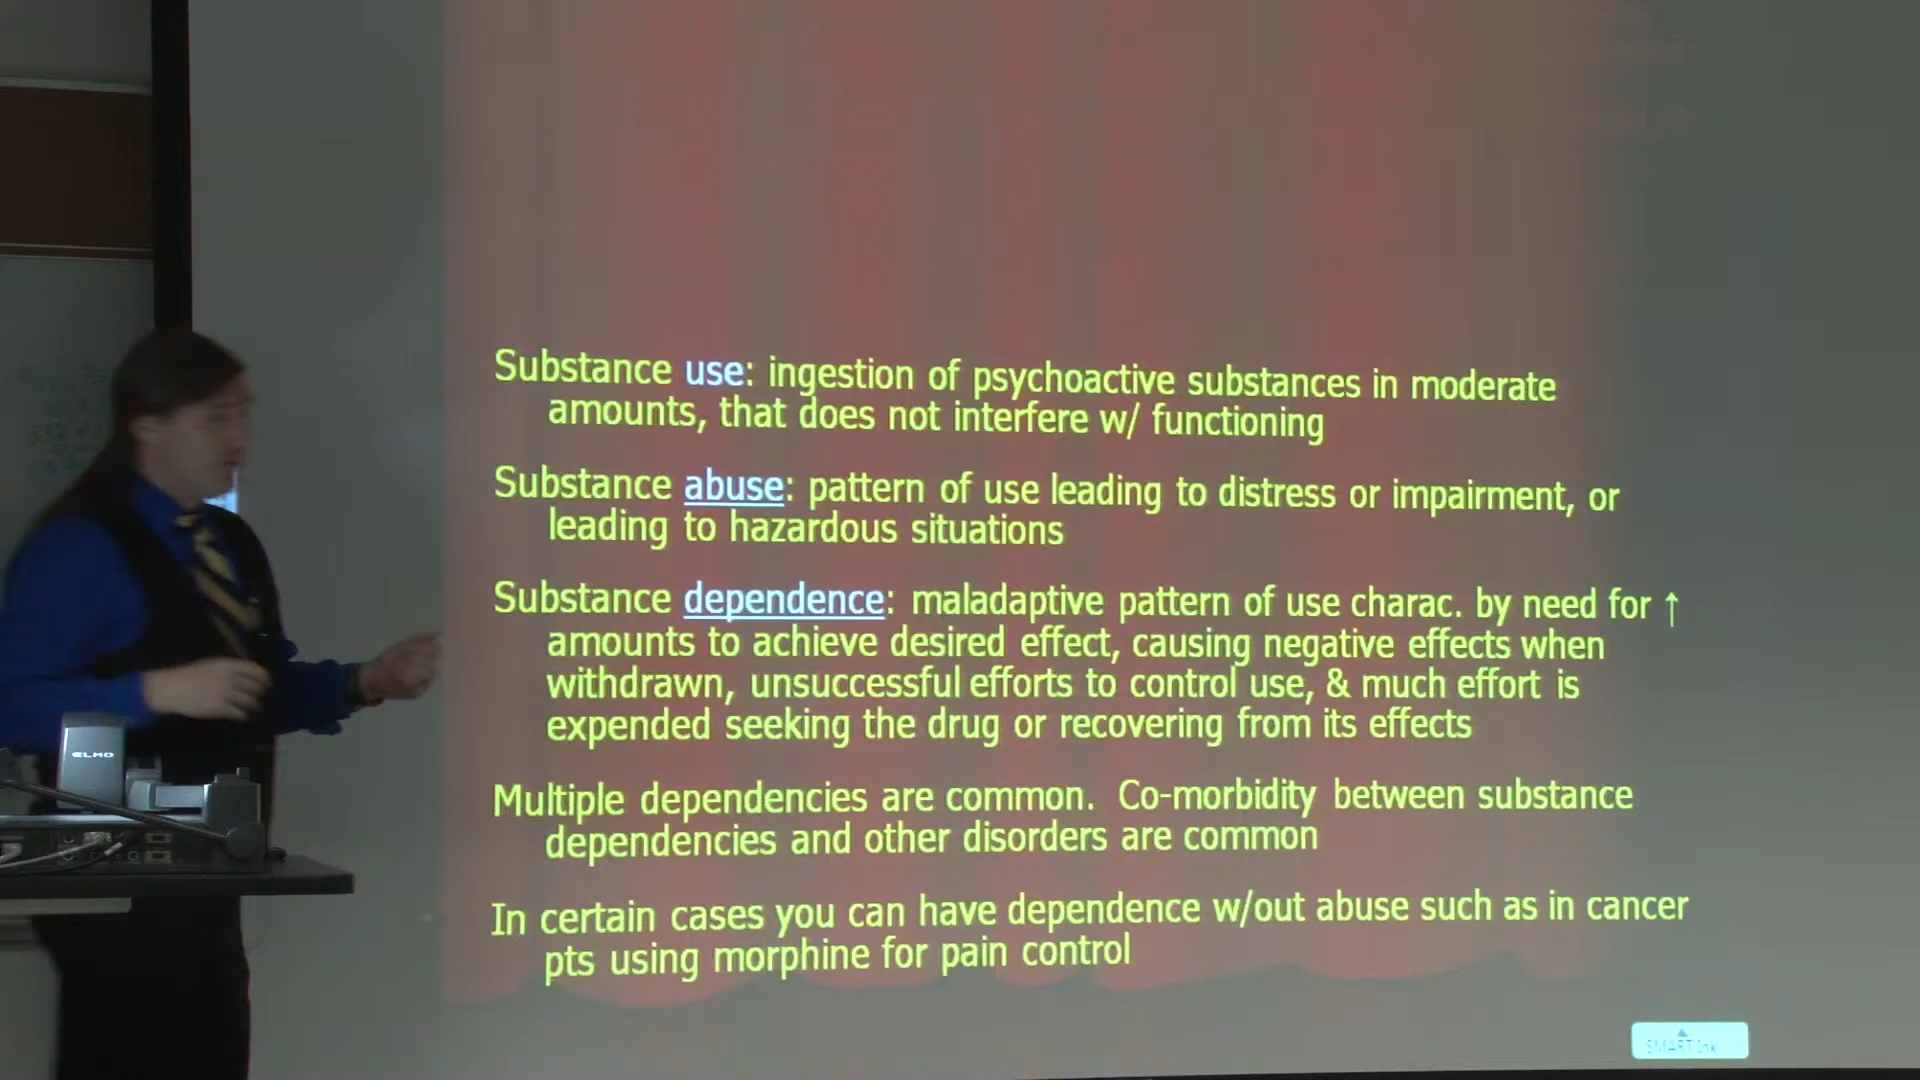 Substance use: ingestion of psychoactive substances in moderate
amounts, that does not interfere w/ functioning
Substance abuse: pattern of use leading to distress or impairment, or
leading to hazardous situations
Substance dependence: maladaptive pattern of use charac. by need for ↑
amounts to achieve desired effect, causing negative effects when
withdrawn, unsuccessful efforts to control use, & much effort is
expended seeking the drug or recovering from its effects
Multiple dependencies are common. Co-morbidity between substance
dependencies and other disorders are common
In certain cases you can have dependence w/out abuse such as in cancer
pts using morphine for pain control
ELMO
SMART Ink